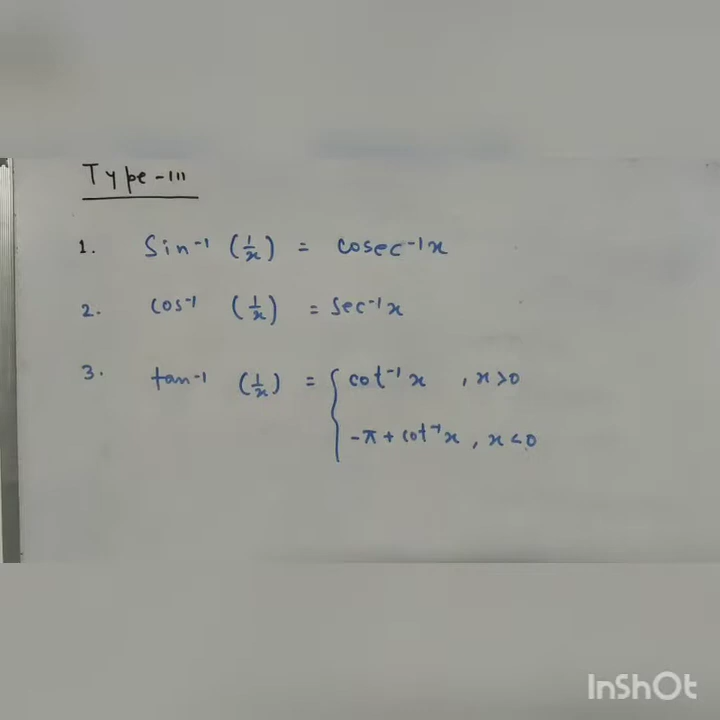 Type-III
1. Sin⁻¹ (1/x) = cosec⁻¹x
2. cos⁻¹ (1/x) = sec⁻¹x
3. tan⁻¹ (1/x) = { cot⁻¹x , x>0
-π + cot⁻¹x , x<0
InShOt